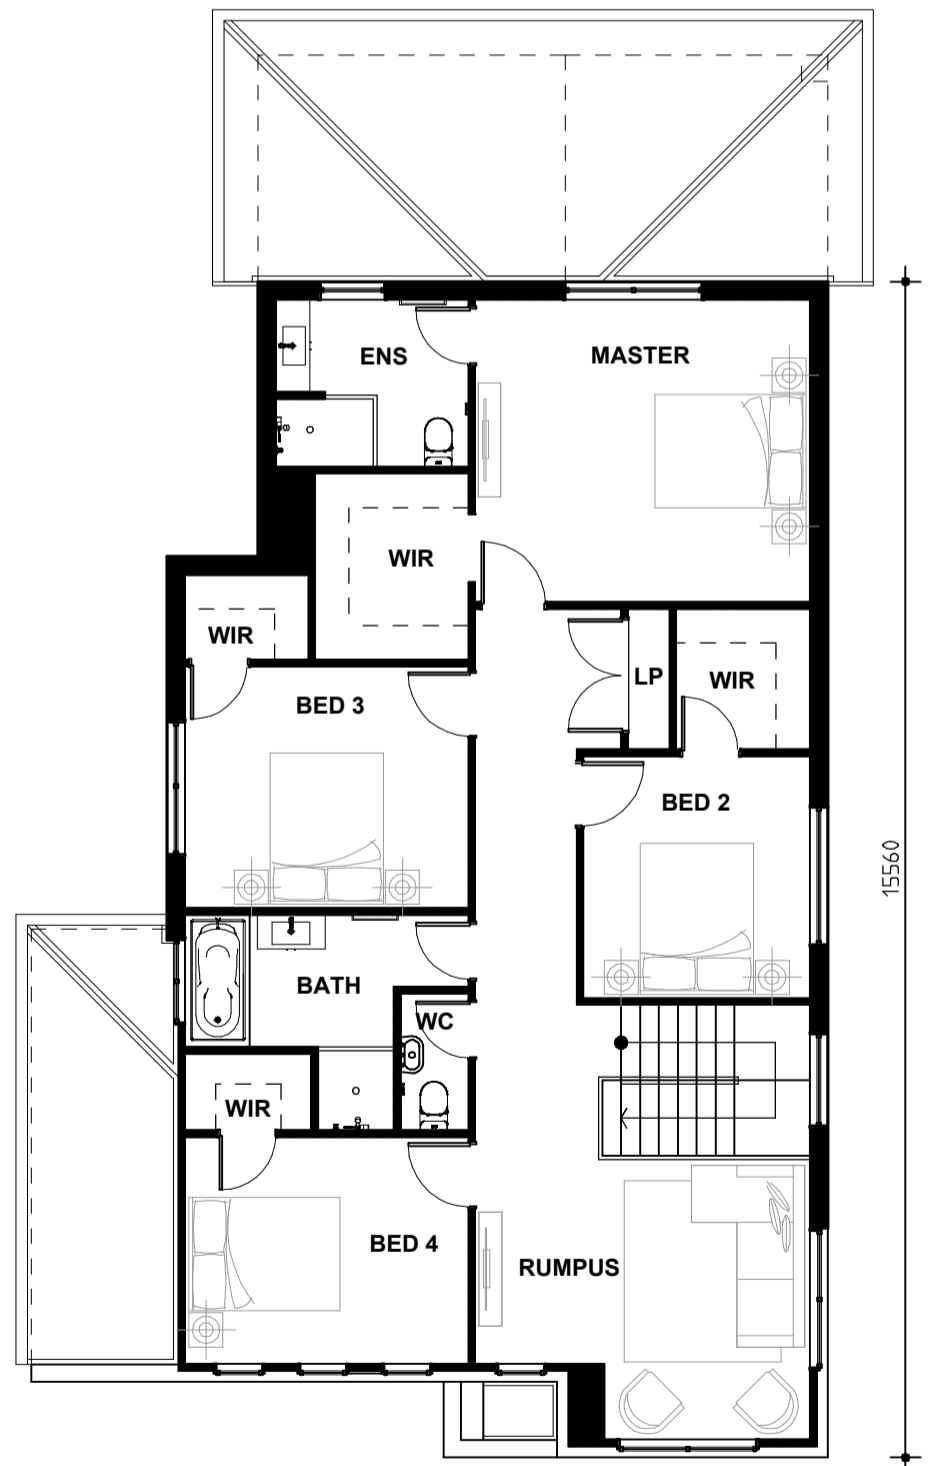 ENS
MASTER
WIR
WIR
LP
WIR
BED 3
BED 2
15560
BATH
WC
WIR
BED 4
RUMPUS